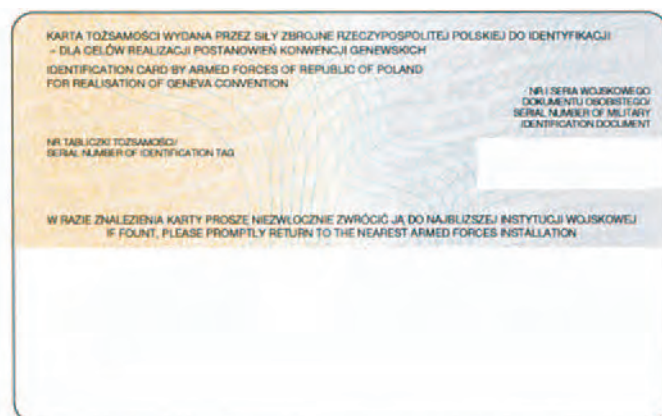 KARTA TOŻSAMOŚCI WYDANA PRZEZ SIŁY ZBROJNE RZECZYPOSPOLITEJ POLSKIEJ DO IDENTYFIKACJI
- DLA CELÓW REALIZACJI POSTANOWIEŃ KONWENCJI GENEWSKICH
IDENTIFICATION CARD BY ARMED FORCES OF REPUBLIC OF POLAND
FOR REALISATION OF GENEVA CONVENTION
NR I SERIA WOJSKOWEGO
DOKUMENTU OSOBISTEGO/
SERIAL NUMBER OF MILITARY
IDENTIFICATION DOCUMENT
NR TABLICZKI TOŻSAMOŚCI/
SERIAL NUMBER OF IDENTIFICATION TAG
W RAZIE ZNALEZIENIA KARTY PROSZĘ NIEZWŁOCZNIE ZWRÓCIĆ JĄ DO NAJBLIŻSZEJ INSTYTUCJI WOJSKOWEJ
IF FOUNT, PLEASE PROMPTLY RETURN TO THE NEAREST ARMED FORCES INSTALLATION